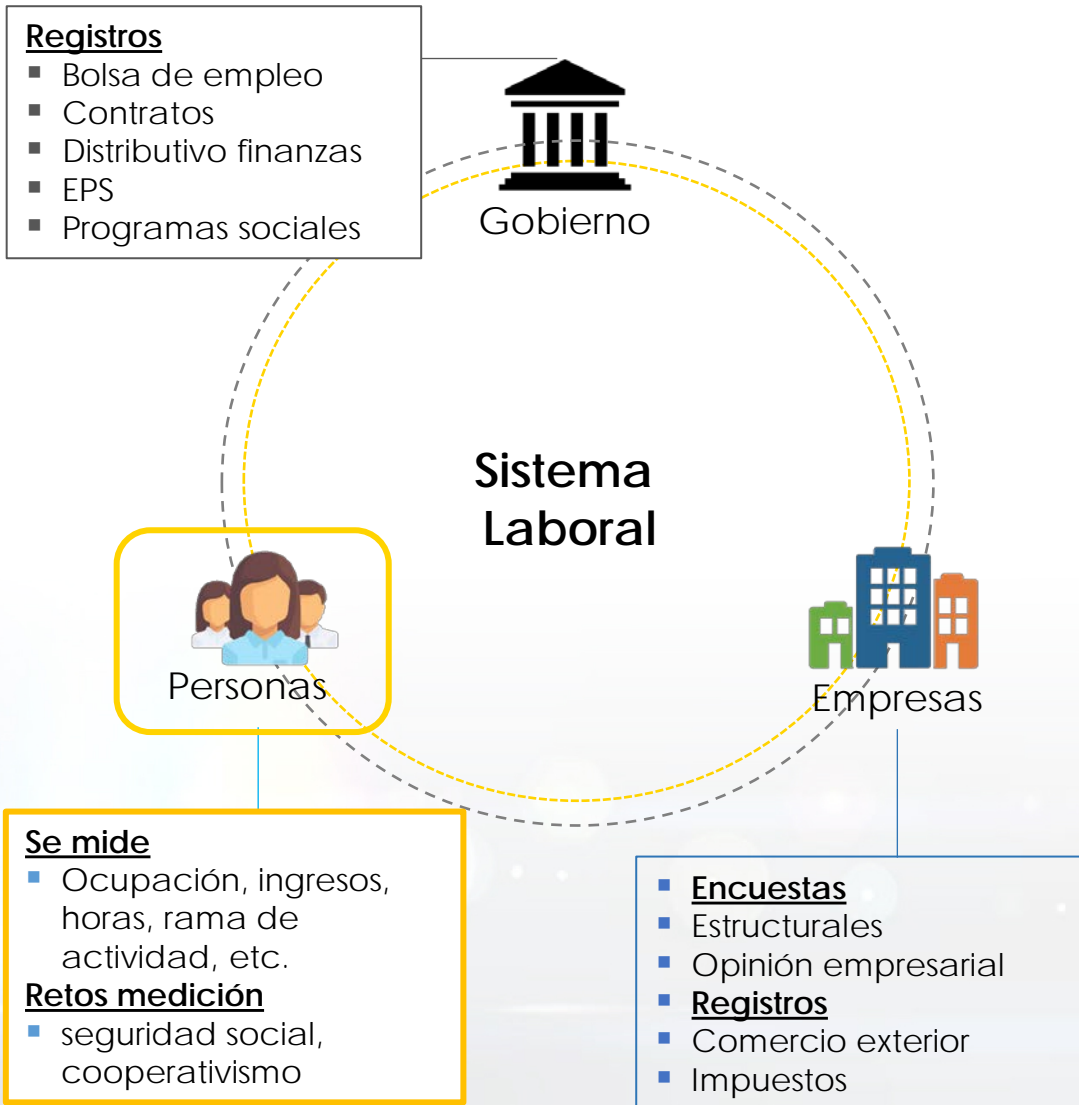 Registros
▪ Bolsa de empleo
▪ Contratos
▪ Distributivo finanzas
▪ EPS
▪ Programas sociales
Gobierno
Sistema
Laboral
Personas
Empresas
Se mide
▪ Ocupación, ingresos,
horas, rama de
actividad, etc.
Retos medición
▪ seguridad social,
cooperativismo
▪ Encuestas
▪ Estructurales
▪ Opinión empresarial
▪ Registros
▪ Comercio exterior
▪ Impuestos